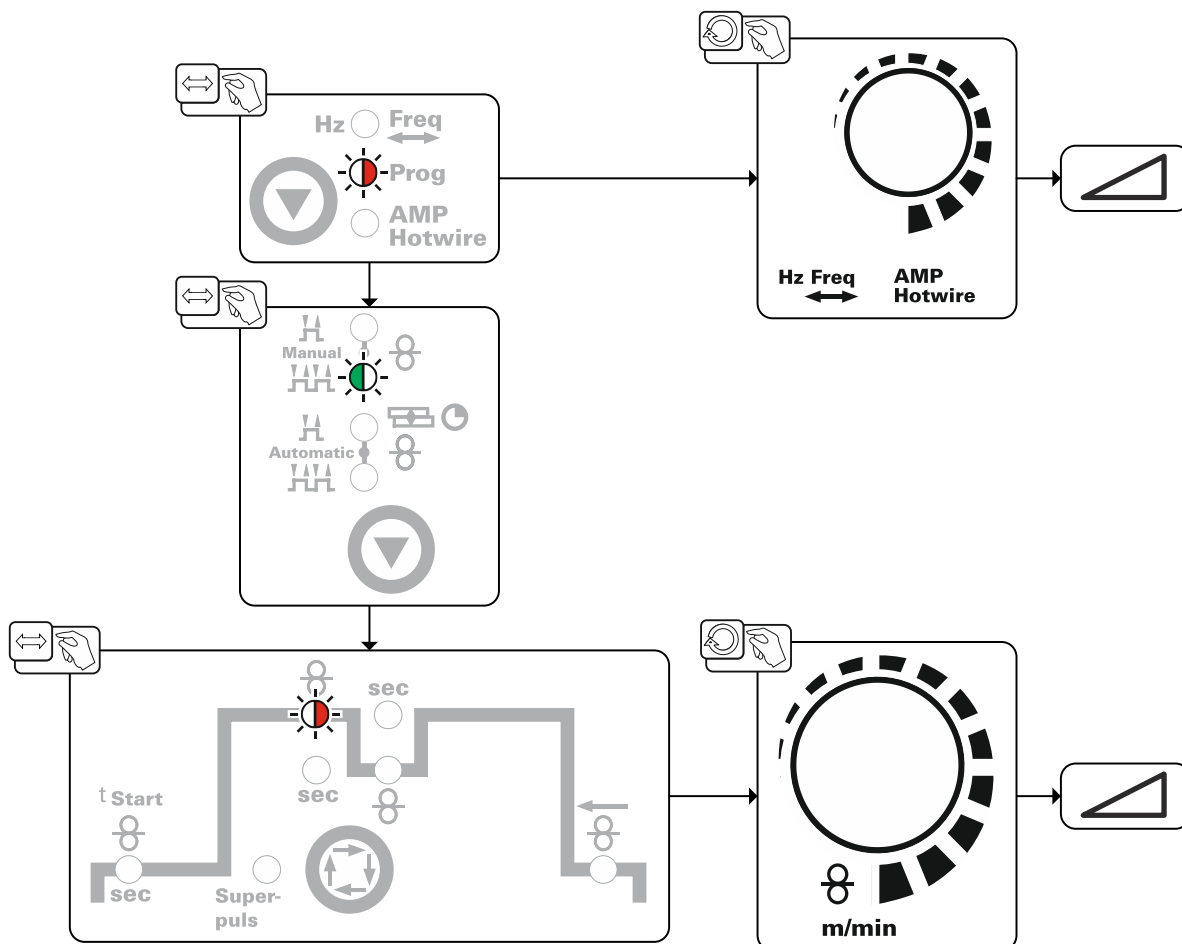 Hz Freq
Prog
AMP
Hotwire
Hz Freq
AMP
Hotwire
Manual
Automatic
sec
sec
t Start
sec
Super-
puls
m/min